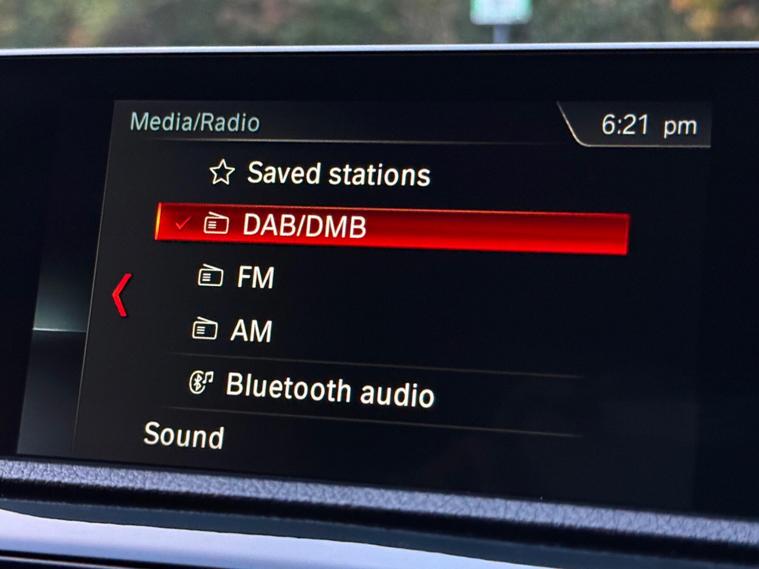 Media/Radio
6:21 pm
Saved stations
DAB/DMB
FM
AM
Bluetooth audio
Sound